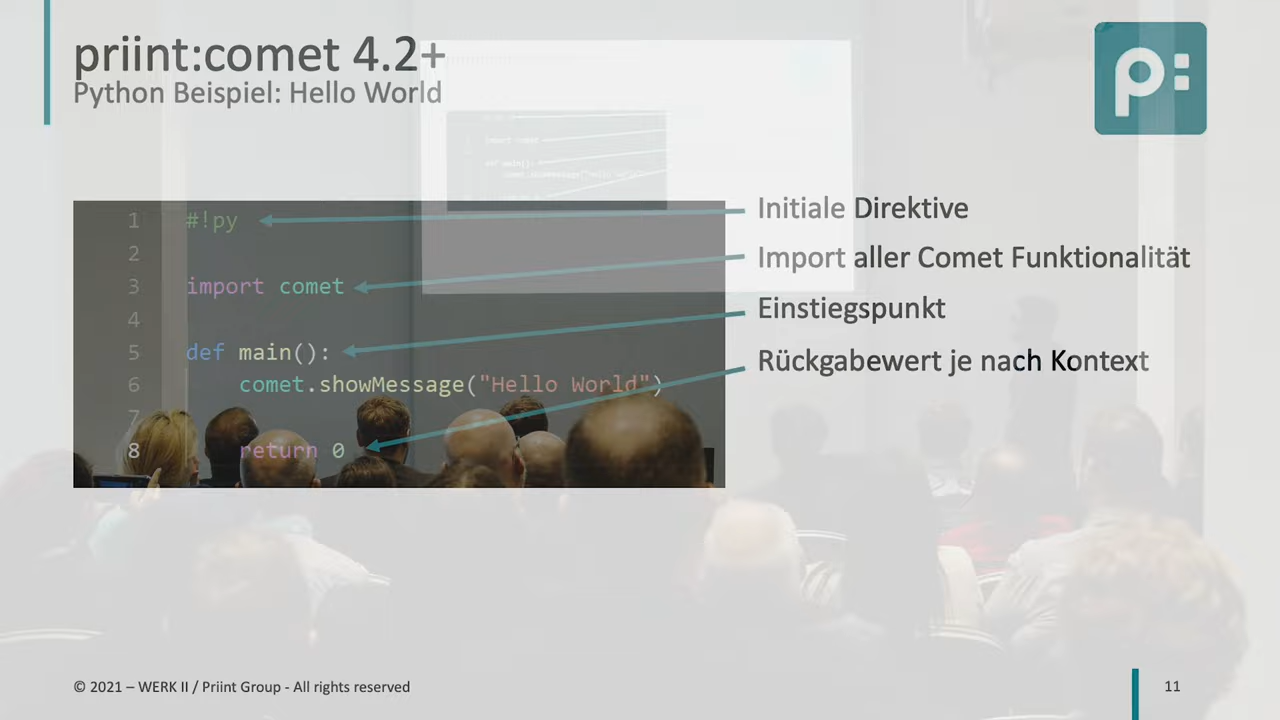 priint:comet 4.2+
Python Beispiel: Hello World
p:
1 #!py
2
3 import comet
4
5 def main():
6 comet.showMessage("Hello World")
7
8 return 0
Initiale Direktive
Import aller Comet Funktionalität
Einstiegspunkt
Rückgabewert je nach Kontext
© 2021 – WERK II / Priint Group - All rights reserved
11